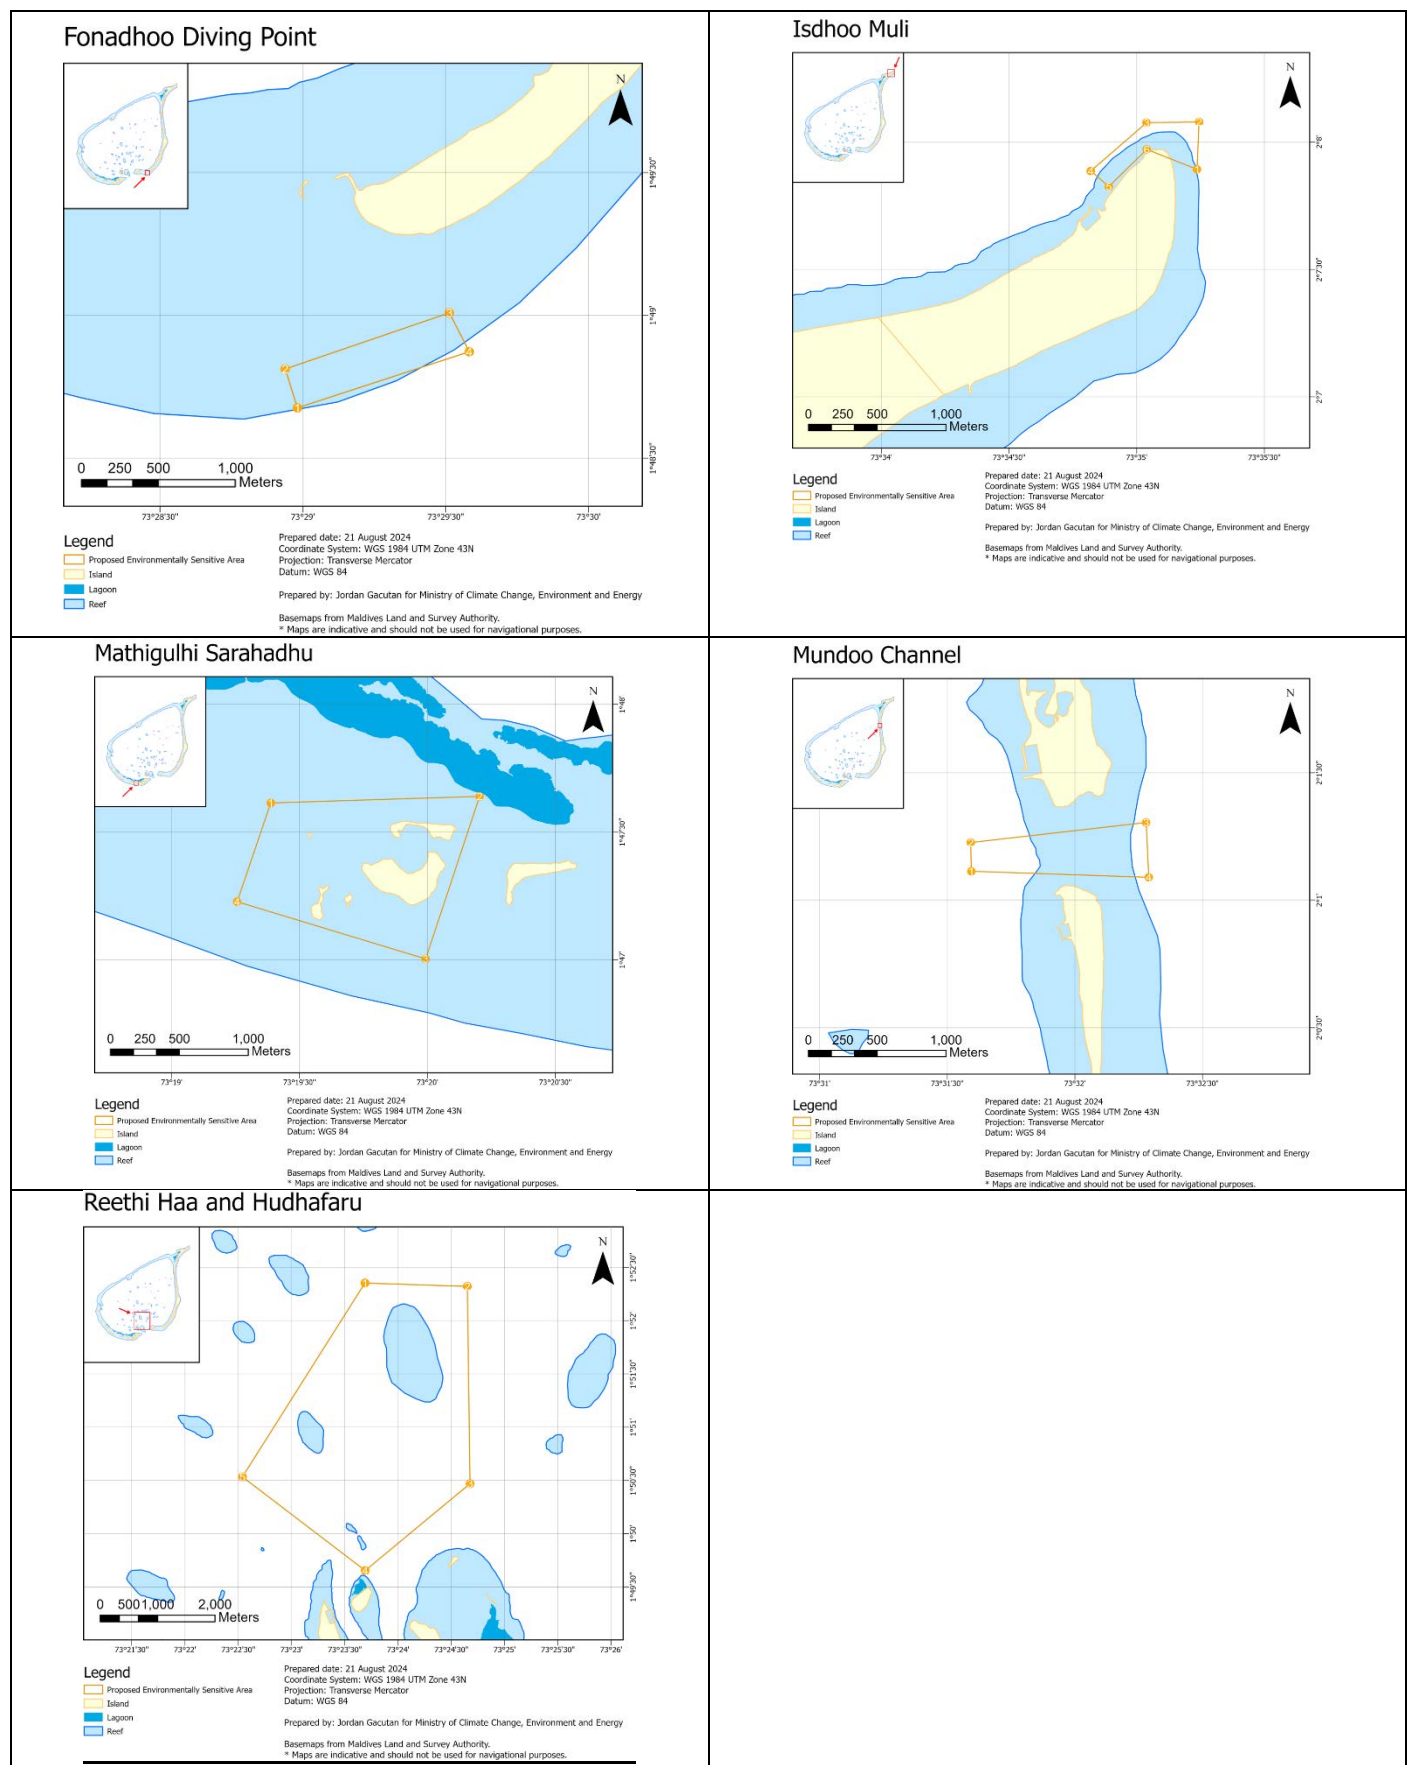 Fonadhoo Diving Point
N
1°49'30"
1°49'
1°48'30"
3
4
2
1
0 250 500 1,000
Meters
73°28'30" 73°29' 73°29'30" 73°30'
Legend
Proposed Environmentally Sensitive Area
Island
Lagoon
Reef
Prepared date: 21 August 2024
Coordinate System: WGS 1984 UTM Zone 43N
Projection: Transverse Mercator
Datum: WGS 84
Prepared by: Jordan Gacutan for Ministry of Climate Change, Environment and Energy
Basemaps from Maldives Land and Survey Authority.
* Maps are indicative and should not be used for navigational purposes.
Isdhoo Muli
N
3 2
2°8'
6
4 1
5
2°7'30"
2°7'
0 250 500 1,000
Meters
73°34' 73°34'30" 73°35' 73°35'30"
Legend
Proposed Environmentally Sensitive Area
Island
Lagoon
Reef
Prepared date: 21 August 2024
Coordinate System: WGS 1984 UTM Zone 43N
Projection: Transverse Mercator
Datum: WGS 84
Prepared by: Jordan Gacutan for Ministry of Climate Change, Environment and Energy
Basemaps from Maldives Land and Survey Authority.
* Maps are indicative and should not be used for navigational purposes.
Mathigulhi Sarahadhu
N
1°48'
1 2
1°47'30"
4
3
1°47'
0 250 500 1,000
Meters
73°19' 73°19'30" 73°20' 73°20'30"
Legend
Proposed Environmentally Sensitive Area
Island
Lagoon
Reef
Prepared date: 21 August 2024
Coordinate System: WGS 1984 UTM Zone 43N
Projection: Transverse Mercator
Datum: WGS 84
Prepared by: Jordan Gacutan for Ministry of Climate Change, Environment and Energy
Basemaps from Maldives Land and Survey Authority.
* Maps are indicative and should not be used for navigational purposes.
Mundoo Channel
N
2°1'30"
3
2
1
4
2°1'
2°0'30"
0 250 500 1,000
Meters
73°31' 73°31'30" 73°32' 73°32'30"
Legend
Proposed Environmentally Sensitive Area
Island
Lagoon
Reef
Prepared date: 21 August 2024
Coordinate System: WGS 1984 UTM Zone 43N
Projection: Transverse Mercator
Datum: WGS 84
Prepared by: Jordan Gacutan for Ministry of Climate Change, Environment and Energy
Basemaps from Maldives Land and Survey Authority.
* Maps are indicative and should not be used for navigational purposes.
Reethi Haa and Hudhafaru
N
1°52'30"
1 2
1°52'
1°51'30"
1°51'
5
3
1°50'30"
1°50'
4
1°49'30"
0 500 1,000 2,000
Meters
73°21'30" 73°22' 73°22'30" 73°23' 73°23'30" 73°24' 73°24'30" 73°25' 73°25'30" 73°26'
Legend
Proposed Environmentally Sensitive Area
Island
Lagoon
Reef
Prepared date: 21 August 2024
Coordinate System: WGS 1984 UTM Zone 43N
Projection: Transverse Mercator
Datum: WGS 84
Prepared by: Jordan Gacutan for Ministry of Climate Change, Environment and Energy
Basemaps from Maldives Land and Survey Authority.
* Maps are indicative and should not be used for navigational purposes.